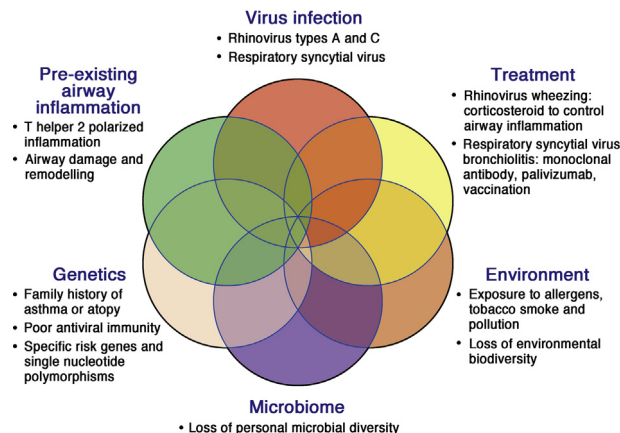 Virus infection
• Rhinovirus types A and C
• Respiratory syncytial virus
Pre-existing
airway
inflammation
• T helper 2 polarized
inflammation
• Airway damage and
remodelling
Treatment
• Rhinovirus wheezing:
corticosteroid to control
airway inflammation
• Respiratory syncytial virus
bronchiolitis: monoclonal
antibody, palivizumab,
vaccination
Genetics
• Family history of
asthma or atopy
• Poor antiviral immunity
• Specific risk genes and
single nucleotide
polymorphisms
Environment
• Exposure to allergens,
tobacco smoke and
pollution
• Loss of environmental
biodiversity
Microbiome
• Loss of personal microbial diversity